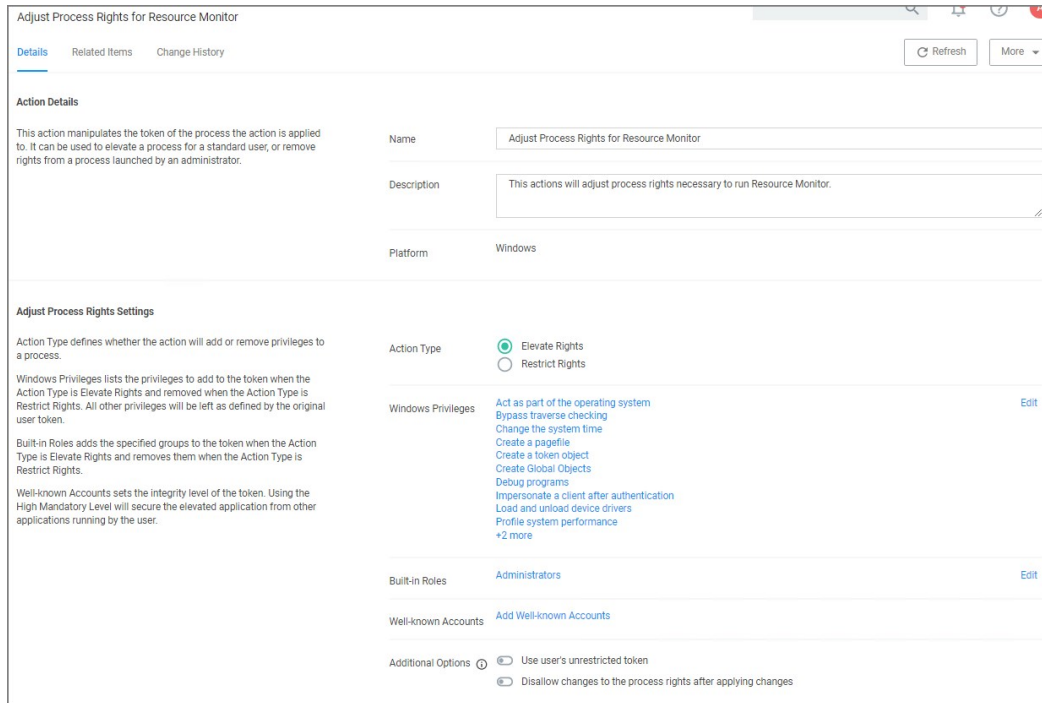 Adjust Process Rights for Resource Monitor
Details Related Items Change History
Refresh More
Action Details
This action manipulates the token of the process the action is applied
to. It can be used to elevate a process for a standard user, or remove
rights from a process launched by an administrator.
Name Adjust Process Rights for Resource Monitor
Description This actions will adjust process rights necessary to run Resource Monitor.
Platform Windows
Adjust Process Rights Settings
Action Type defines whether the action will add or remove privileges to
a process.
Windows Privileges lists the privileges to add to the token when the
Action Type is Elevate Rights and removed when the Action Type is
Restrict Rights. All other privileges will be left as defined by the original
user token.
Built-in Roles adds the specified groups to the token when the Action
Type is Elevate Rights and removes them when the Action Type is
Restrict Rights.
Well-known Accounts sets the integrity level of the token. Using the
High Mandatory Level will secure the elevated application from other
applications running by the user.
Action Type Elevate Rights
Restrict Rights
Windows Privileges Act as part of the operating system Edit
Bypass traverse checking
Change the system time
Create a pagefile
Create a token object
Create Global Objects
Debug programs
Impersonate a client after authentication
Load and unload device drivers
Profile system performance
+2 more
Built-in Roles Administrators Edit
Well-known Accounts Add Well-known Accounts
Additional Options Use user's unrestricted token
Disallow changes to the process rights after applying changes